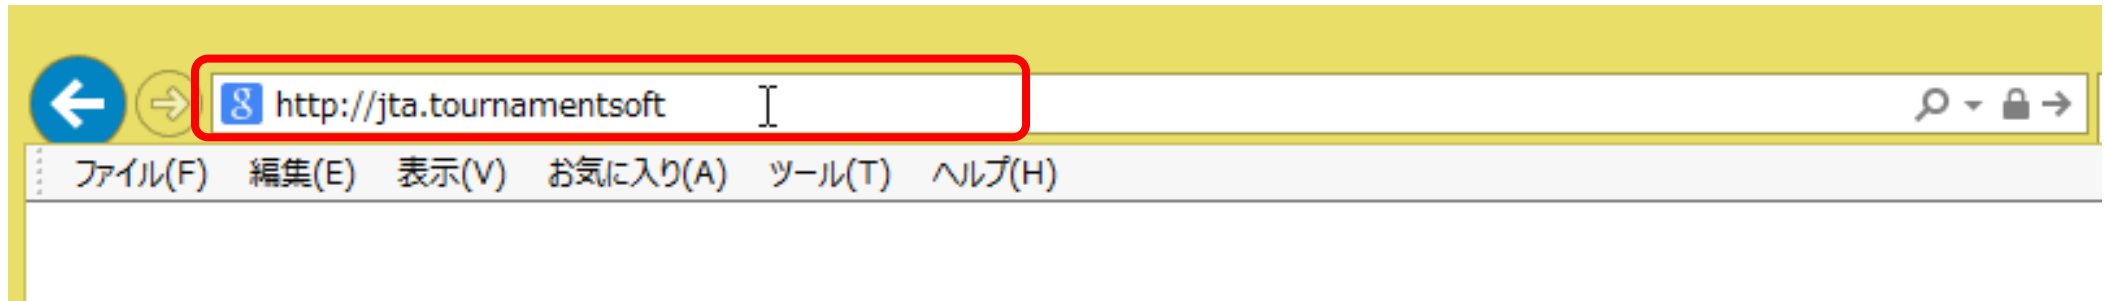 http://jta.tournamentsoft
ファイル(F) 編集(E) 表示(V) お気に入り(A) ツール(T) ヘルプ(H)